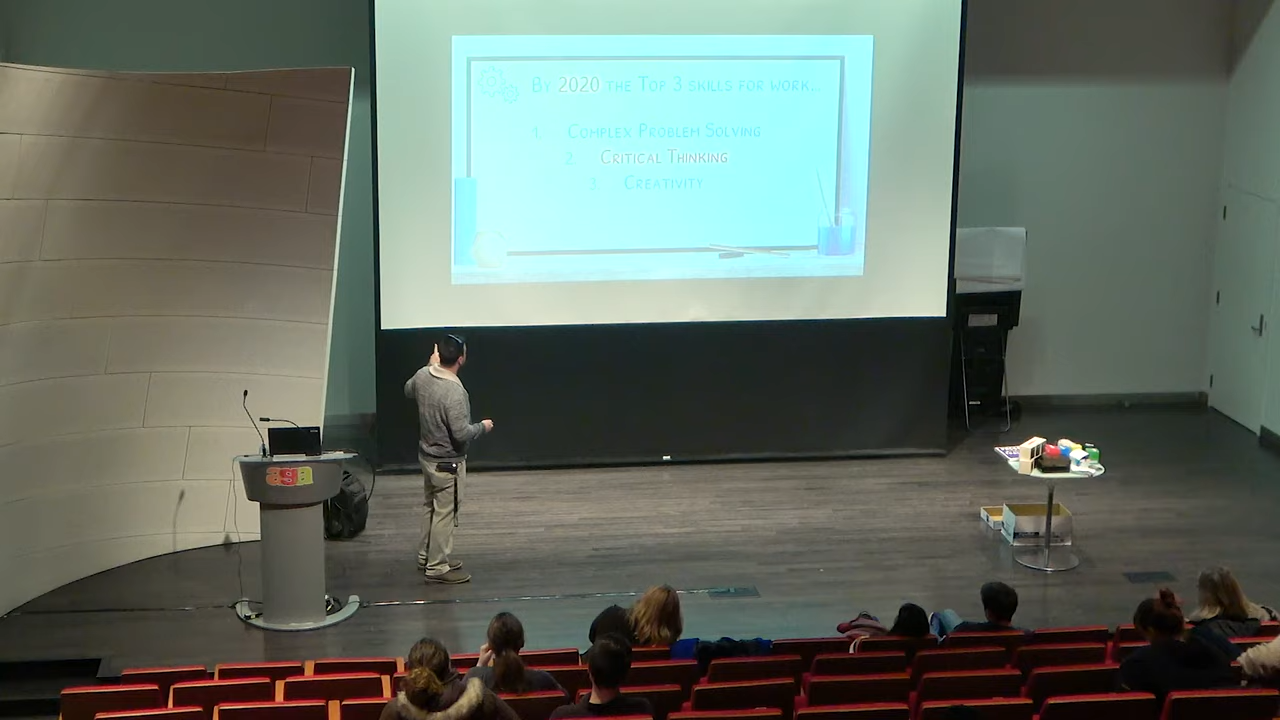 By 2020 the Top 3 skills for work...
1. Complex Problem Solving
2. Critical Thinking
3. Creativity